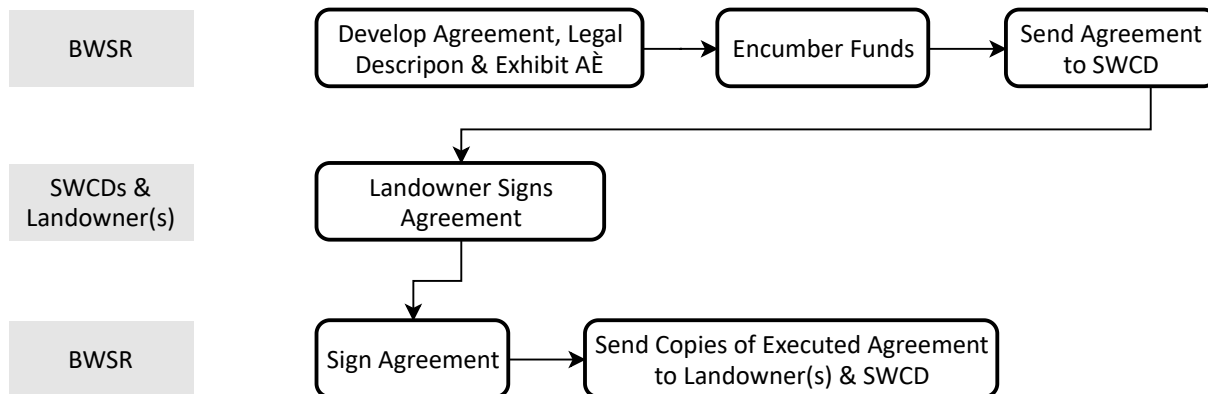 BWSR
Develop Agreement, Legal
Descripon & Exhibit AÈ
Encumber Funds
Send Agreement
to SWCD
SWCDs &
Landowner(s)
Landowner Signs
Agreement
BWSR
Sign Agreement
Send Copies of Executed Agreement
to Landowner(s) & SWCD